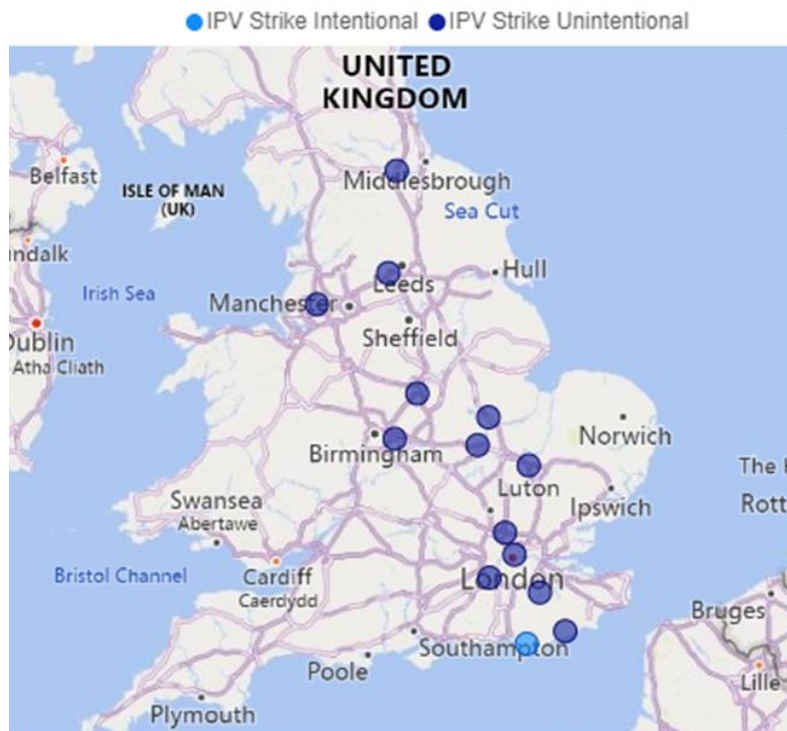 IPV Strike Intentional IPV Strike Unintentional
UNITED
KINGDOM
Belfast
ISLE OF MAN
(UK)
Middlesbrough
Sea Cut
undalk
Irish Sea
Leeds
Hull
Manchester
Dublin
Atha Cliath
Sheffield
Norwich
Birmingham
The H
Luton
Ipswich
Rott
Swansea
Abertawe
Bristol Channel
Cardiff
Caerdydd
London
Bruges
Southampton
Poole
Lille
Plymouth